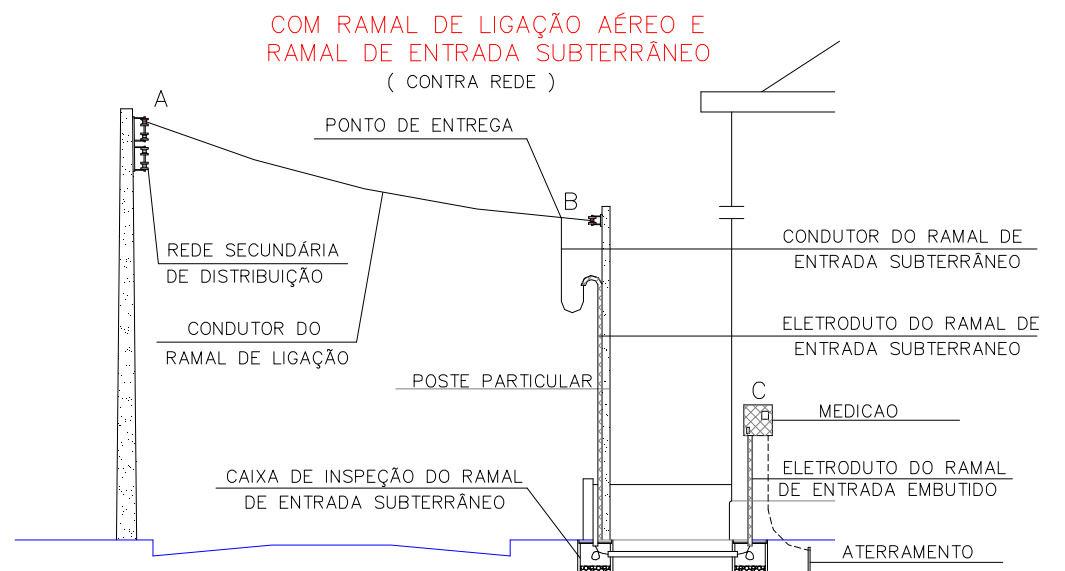 COM RAMAL DE LIGAÇÃO AÉREO E
RAMAL DE ENTRADA SUBTERRÂNEO
( CONTRA REDE )
A
PONTO DE ENTREGA
B
REDE SECUNDÁRIA
DE DISTRIBUIÇÃO
CONDUTOR DO RAMAL DE
ENTRADA SUBTERRÂNEO
CONDUTOR DO
RAMAL DE LIGAÇÃO
ELETRODUTO DO RAMAL DE
ENTRADA SUBTERRANEO
POSTE PARTICULAR
C
MEDICAO
CAIXA DE INSPEÇÃO DO RAMAL
DE ENTRADA SUBTERRÂNEO
ELETRODUTO DO RAMAL
DE ENTRADA EMBUTIDO
ATERRAMENTO